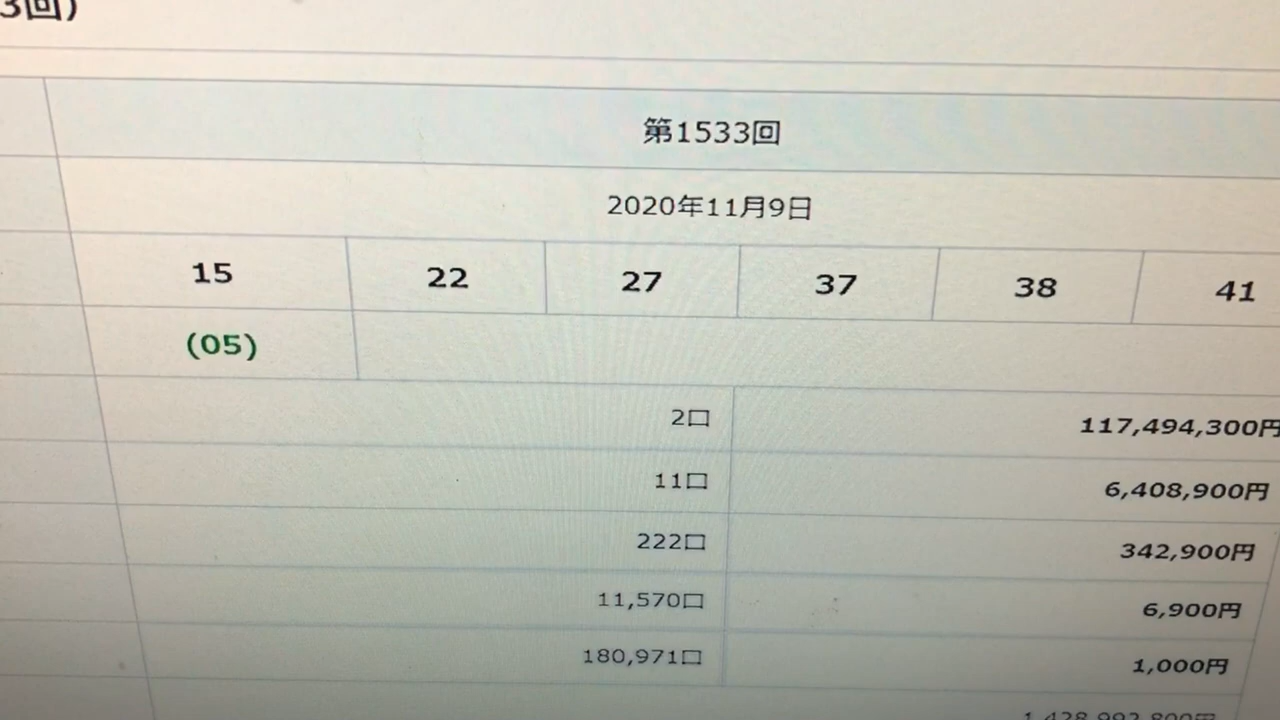 3回)
第1533回
2020年11月9日
15 22 27 37 38 41
(05)
2口 117,494,300円
11口 6,408,900円
222口 342,900円
11,570口 6,900円
180,971口 1,000円